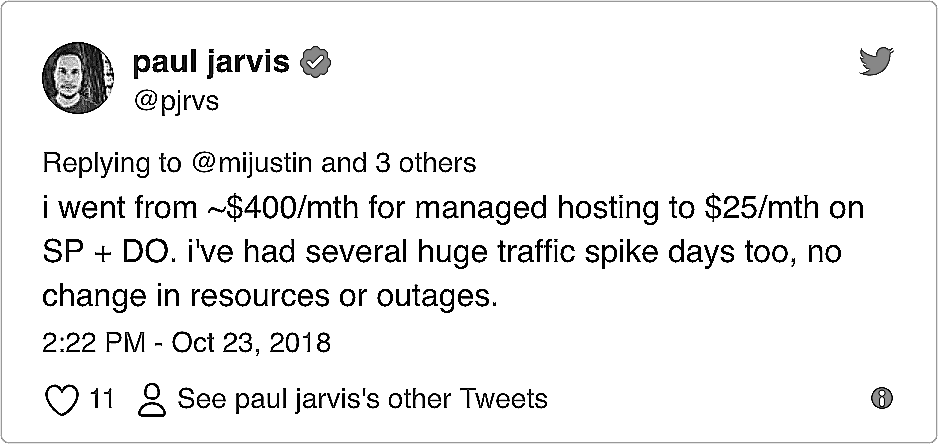 paul jarvis
@pjrvs
Replying to @mijustin and 3 others
i went from ~$400/mth for managed hosting to $25/mth on
SP + DO. i've had several huge traffic spike days too, no
change in resources or outages.
2:22 PM - Oct 23, 2018
11 See paul jarvis's other Tweets